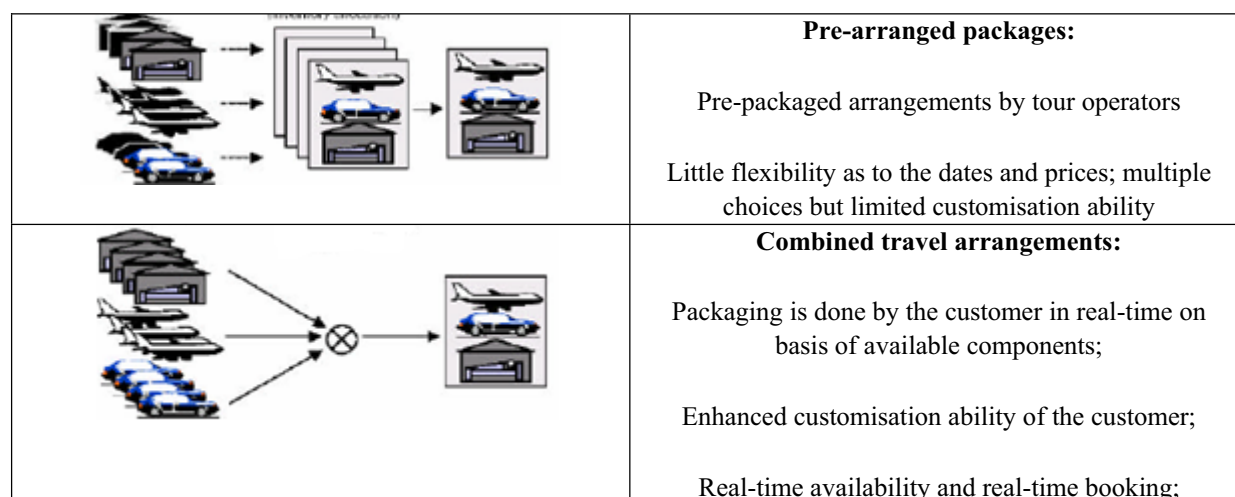 Pre-arranged packages:
Pre-packaged arrangements by tour operators
Little flexibility as to the dates and prices; multiple
choices but limited customisation ability
Combined travel arrangements:
Packaging is done by the customer in real-time on
basis of available components;
Enhanced customisation ability of the customer;
Real-time availability and real-time booking;